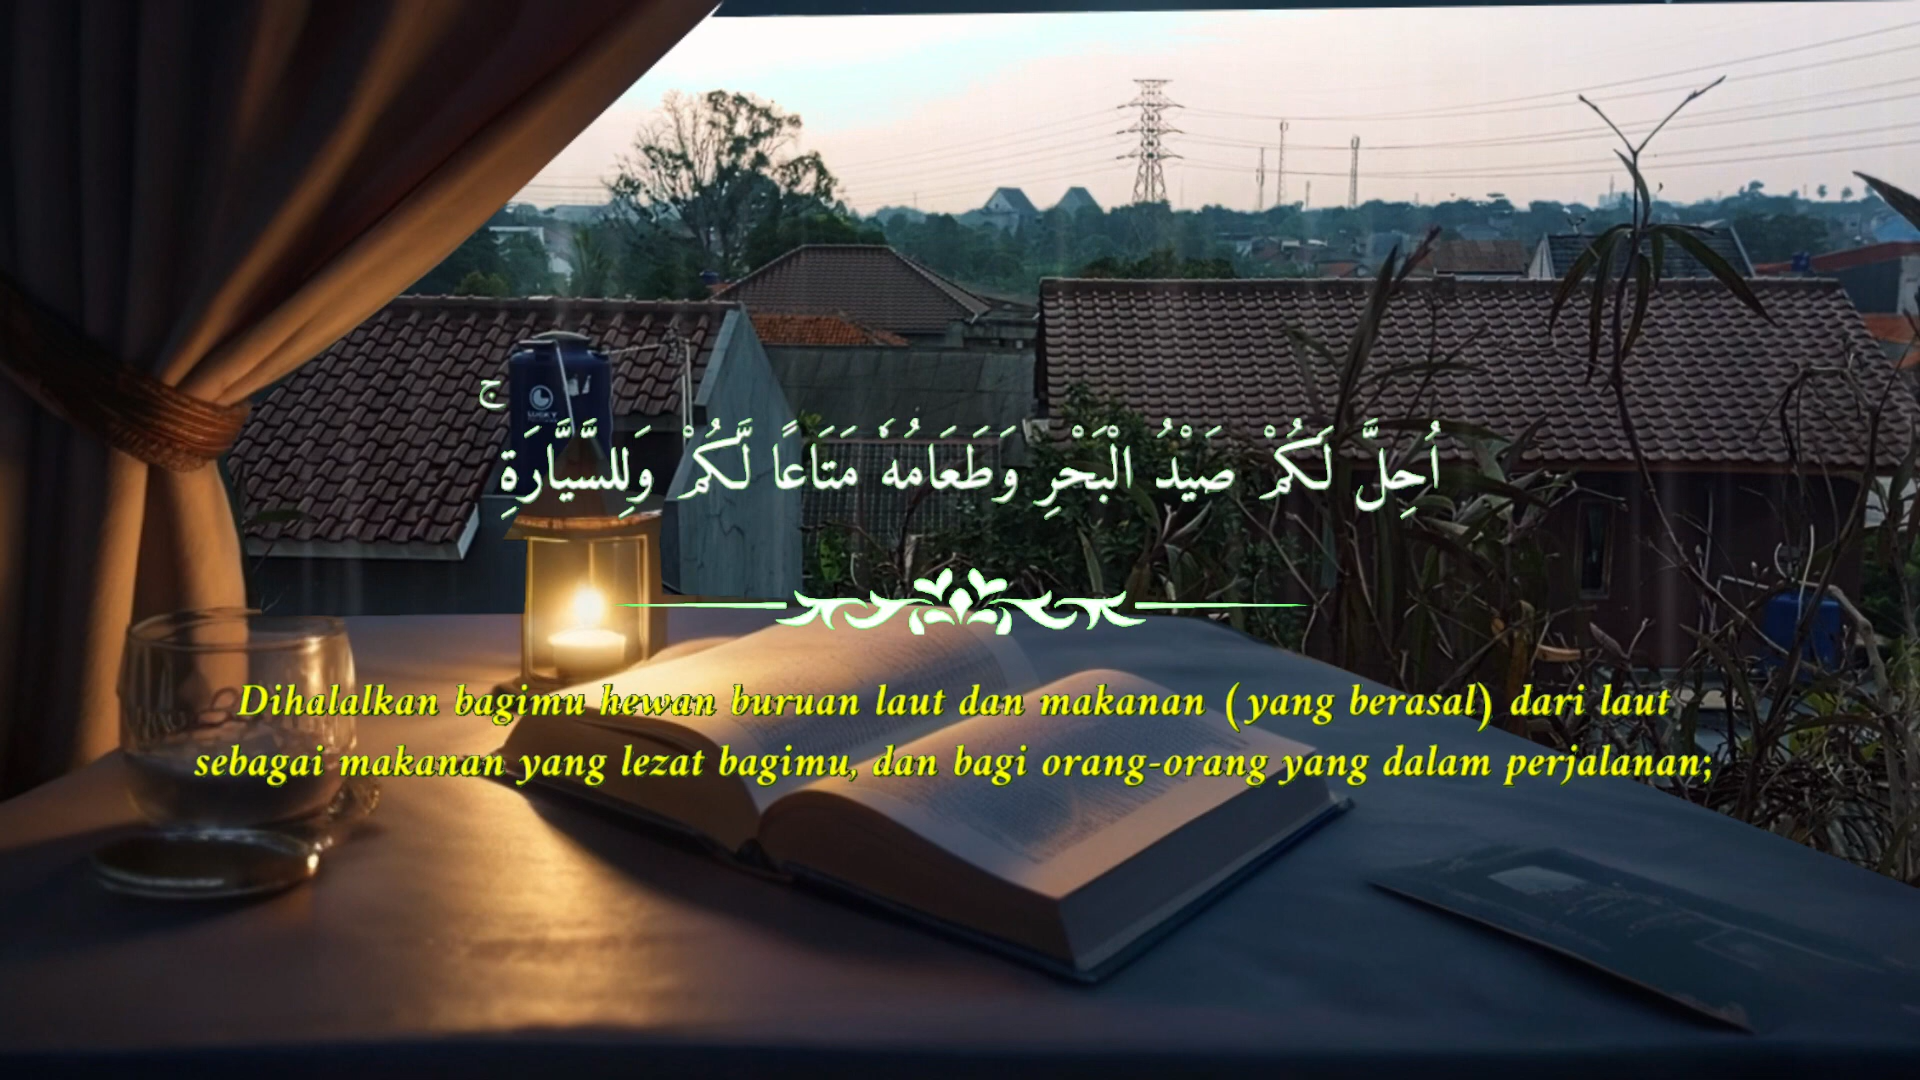 اُحِلَّ لَكُمْ صَيْدُ الْبَحْرِ وَطَعَامُهٗ مَتَاعًا لَّكُمْ وَلِلسَّيَّارَةِۚ
Dihalalkan bagimu hewan buruan laut dan makanan (yang berasal) dari laut
sebagai makanan yang lezat bagimu, dan bagi orang-orang yang dalam perjalanan;